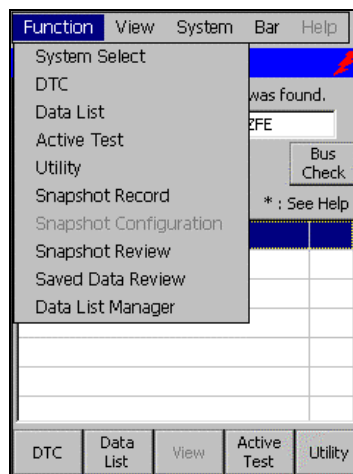 Function View System Bar Help
System Select
DTC
was found.
Data List
ZFE
Active Test
Utility
Bus
Check
Snapshot Record
* : See Help
Snapshot Configuration
Snapshot Review
Saved Data Review
Data List Manager
DTC
Data
List
View
Active
Test
Utility